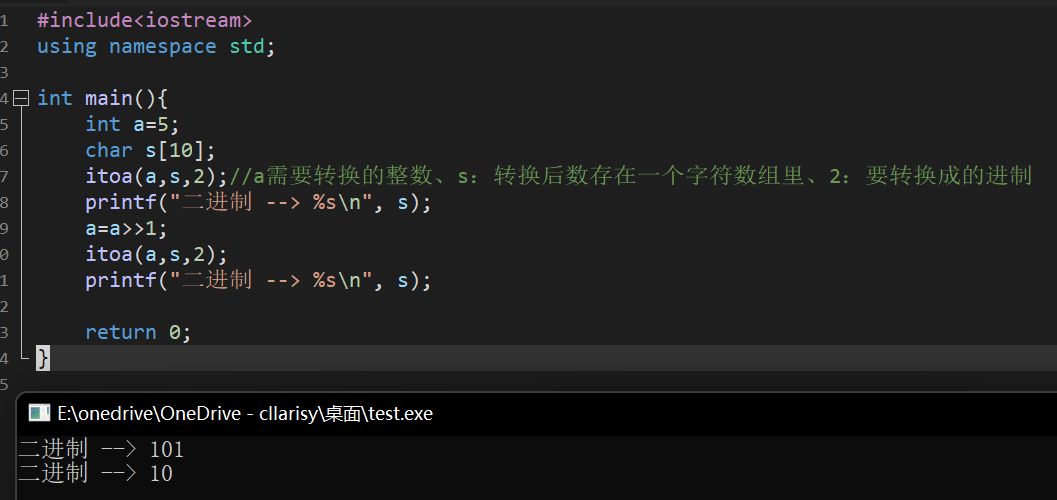 1 #include<iostream>
2 using namespace std;
3
4 int main(){
5 int a=5;
6 char s[10];
7 itoa(a,s,2);//a需要转换的整数、s：转换后数存在一个字符数组里、2：要转换成的进制
8 printf("二进制 --> %s\n", s);
9 a=a>>1;
0 itoa(a,s,2);
1 printf("二进制 --> %s\n", s);
2
3 return 0;
4 }
5
E:\onedrive\OneDrive - cllarisy\桌面\test.exe
二进制 --> 101
二进制 --> 10